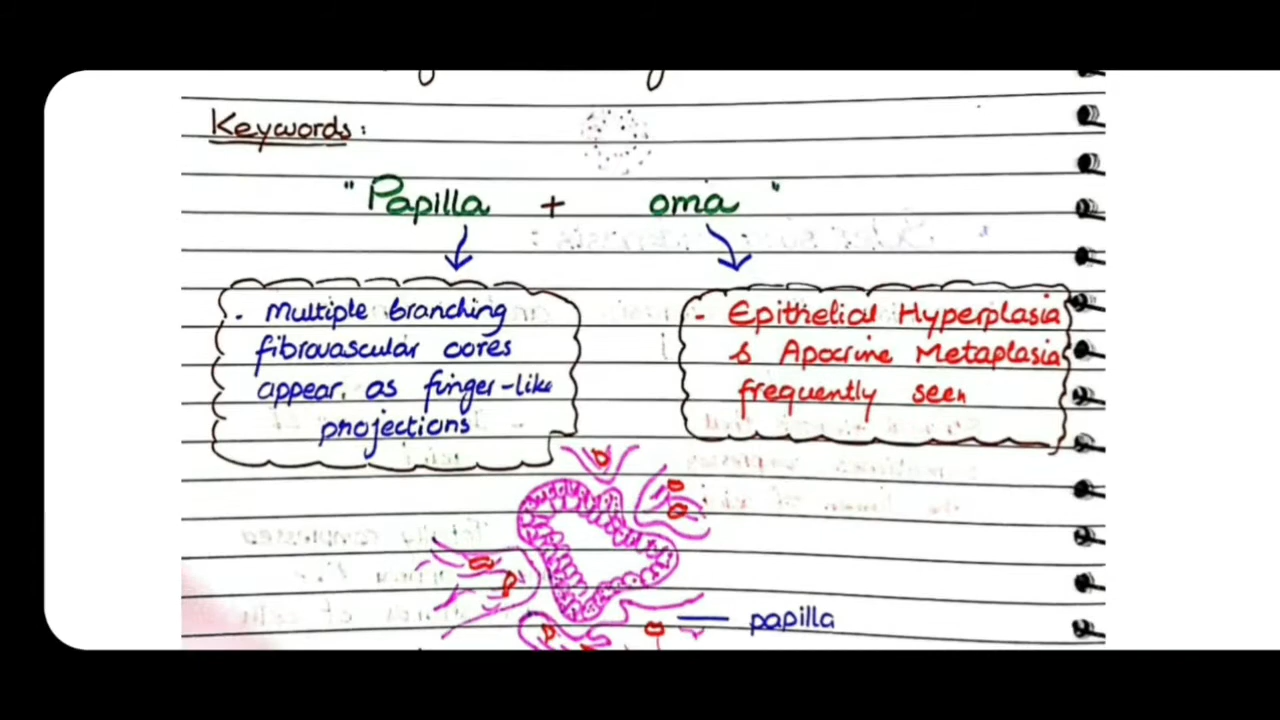 Keywords:
"Papilla + oma"
. Multiple branching
fibrovascular cores
appear. as finger-like
projections
- Epithelial Hyperplasia
& Apocrine Metaplasia
frequently seen
papilla